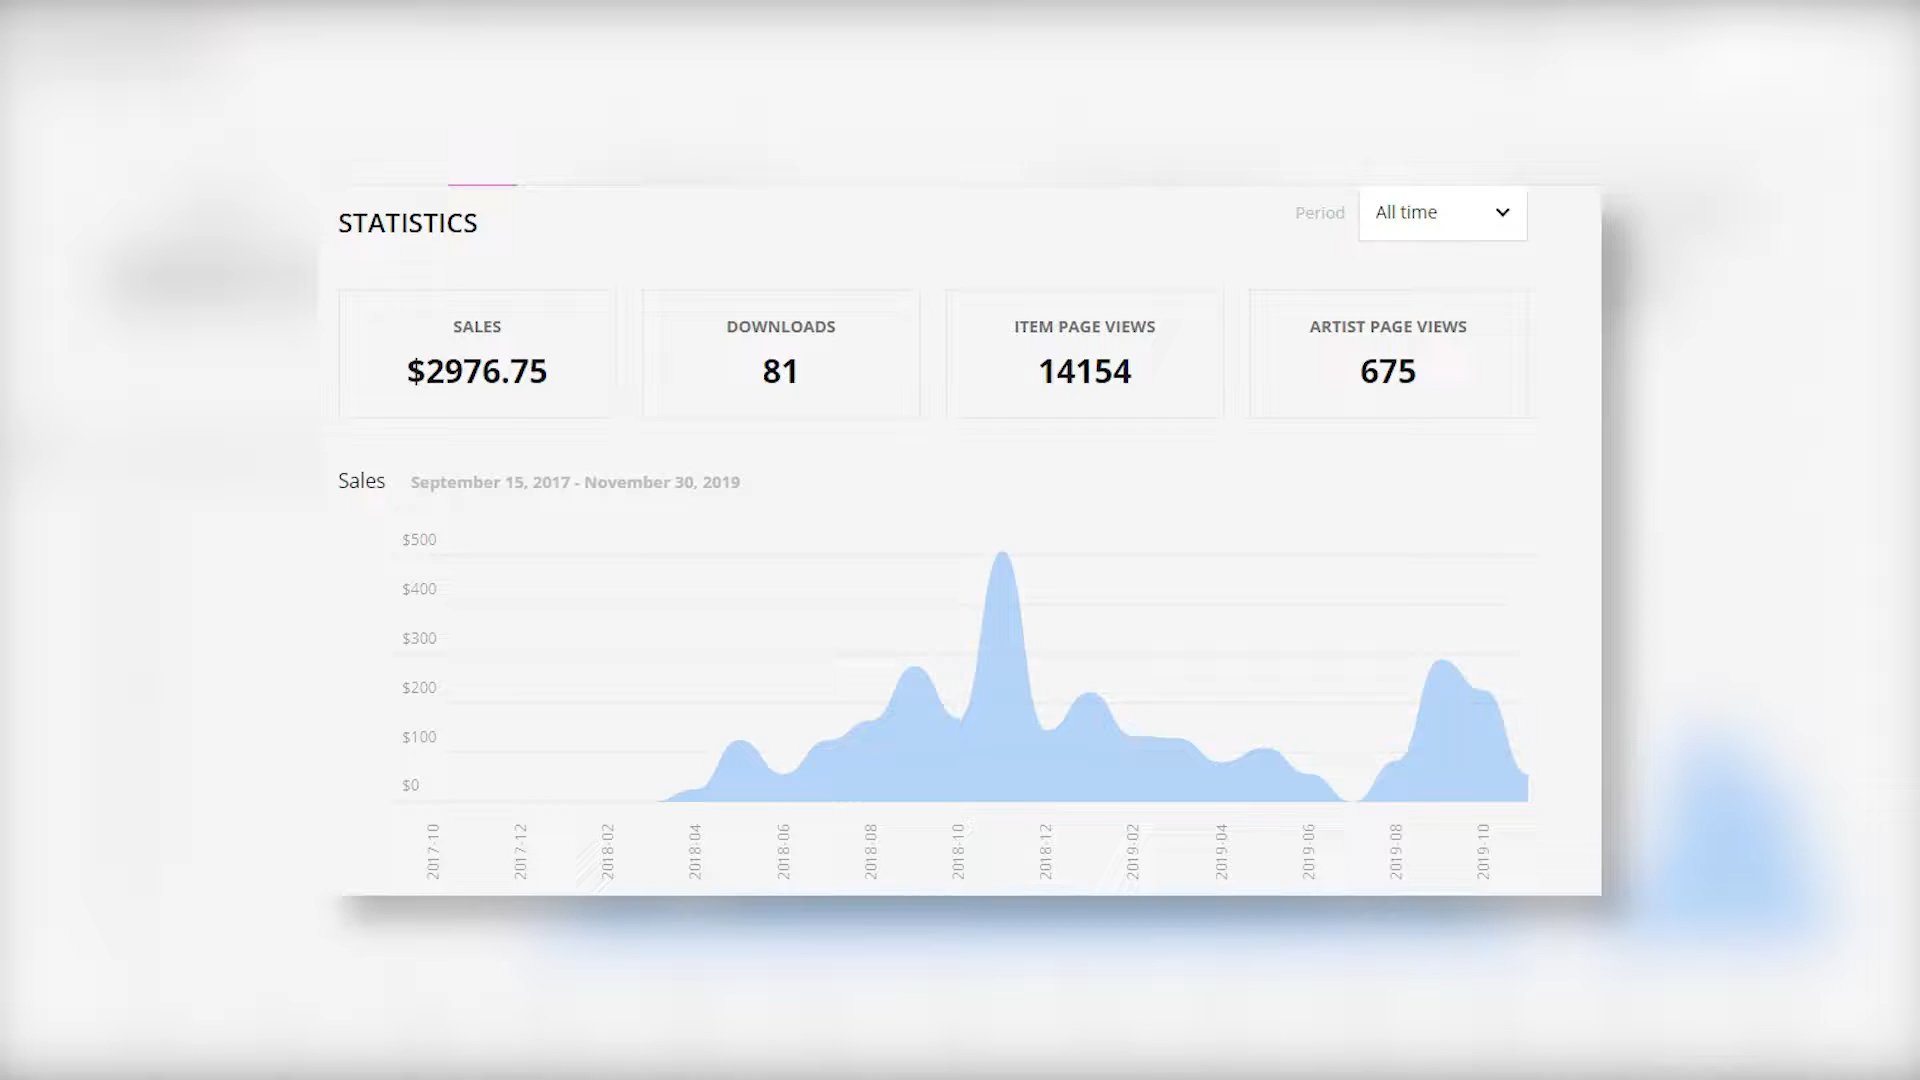 STATISTICS
Period All time
SALES DOWNLOADS ITEM PAGE VIEWS ARTIST PAGE VIEWS
$2976.75 81 14154 675
Sales September 15, 2017 - November 30, 2019
$500
$400
$300
$200
$100
$0
2017-10 2017-12 2018-02 2018-04 2018-06 2018-08 2018-10 2018-12 2019-02 2019-04 2019-06 2019-08 2019-10